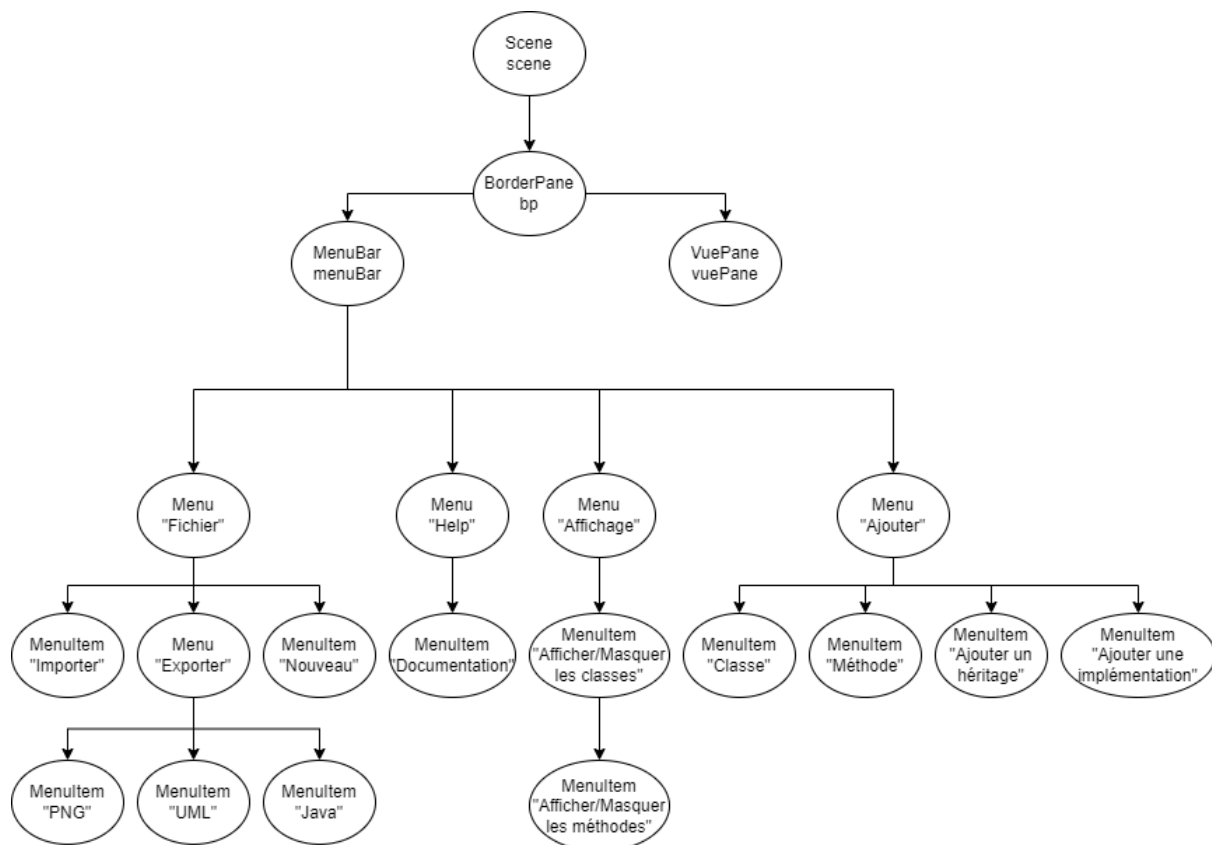 Scene
scene
BorderPane
bp
MenuBar
menuBar
VuePane
vuePane
Menu
"Fichier"
Menu
"Help"
Menu
"Affichage"
Menu
"Ajouter"
MenuItem
"Importer"
Menu
"Exporter"
MenuItem
"Nouveau"
MenuItem
"Documentation"
MenuItem
"Afficher/Masquer
les classes"
MenuItem
"Classe"
MenuItem
"Méthode"
MenuItem
"Ajouter un
héritage"
MenuItem
"Ajouter une
implémentation"
MenuItem
"PNG"
MenuItem
"UML"
MenuItem
"Java"
MenuItem
"Afficher/Masquer
les méthodes"